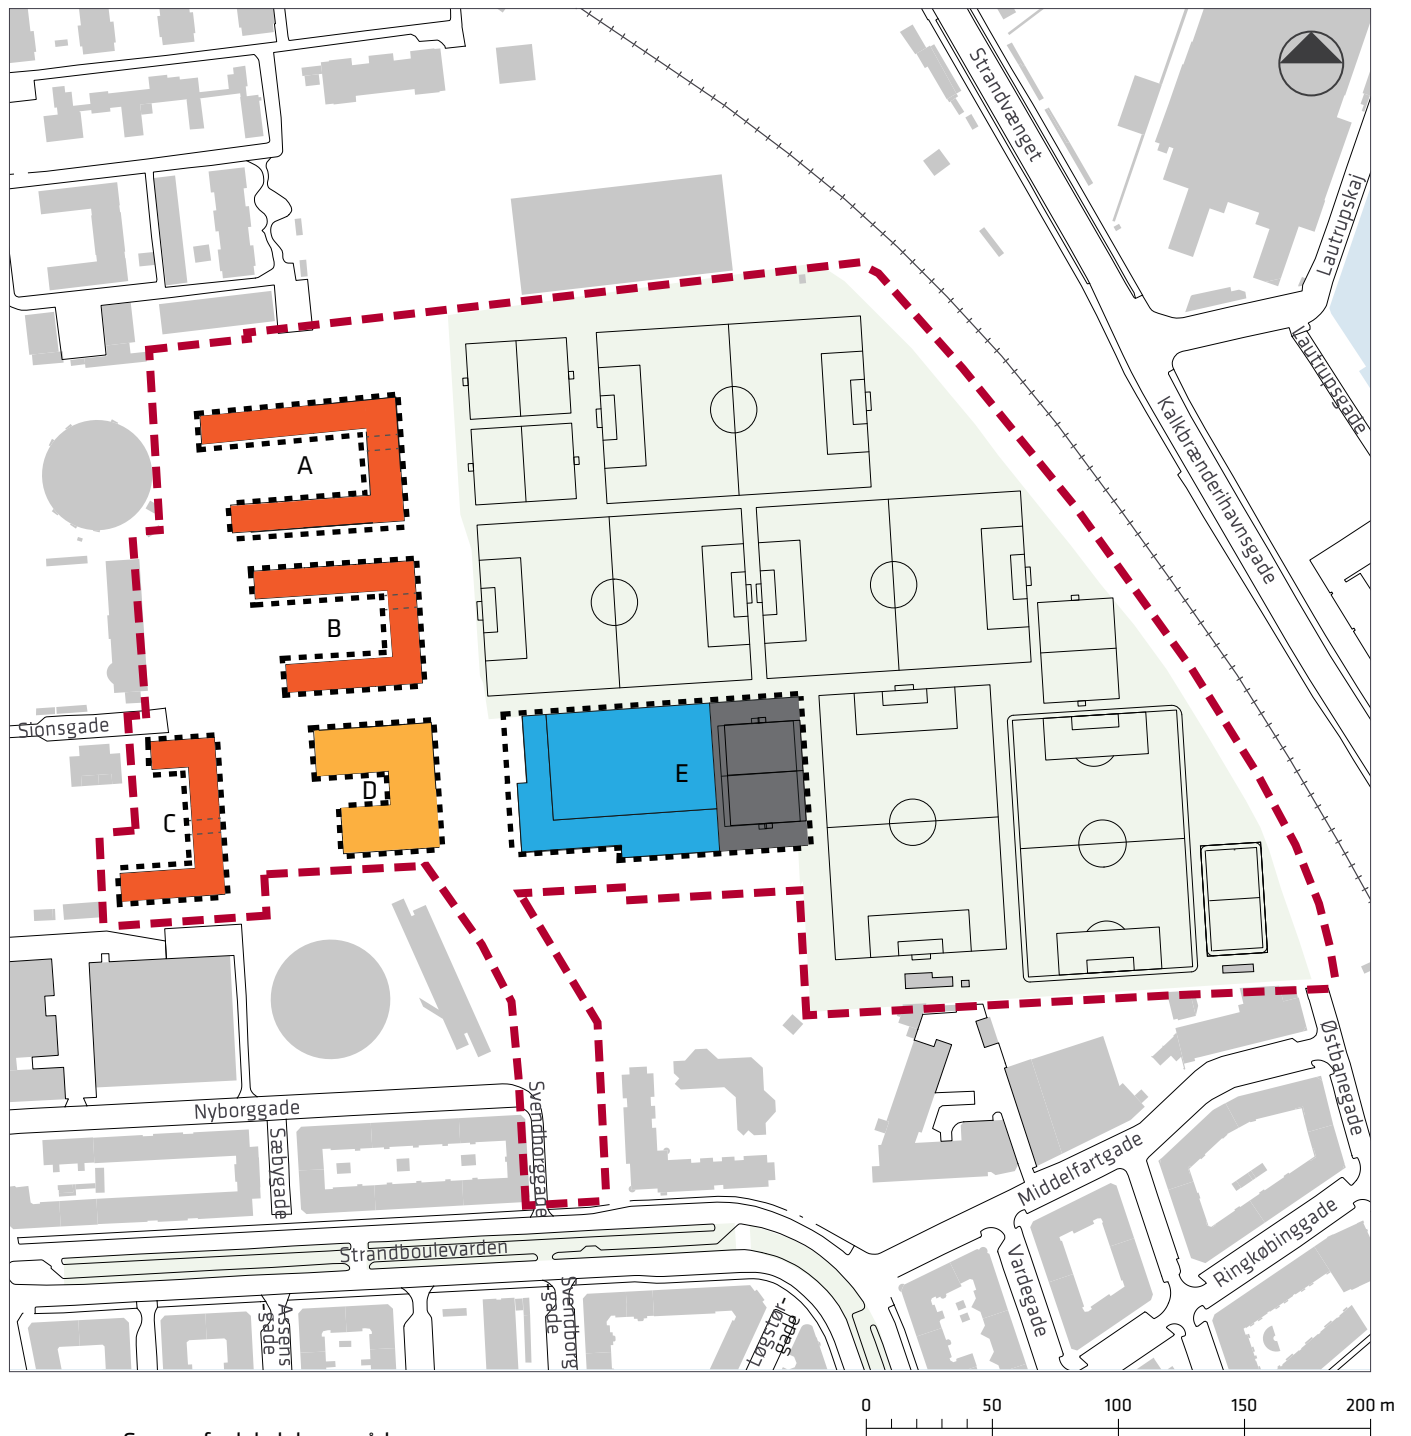 Strandvænget
Lautrupskaj
Lautrupsgade
Kalkbrænderihavnsgade
A
B
Sionsgade
C
D
E
Østbanegade
Nyborggade
Sæbygade
Svendborggade
Middelfartgade
Ringkøbinggade
Strandboulevarden
Vardegade
Assens
-gade
Svendborg
-gade
Løgstør-
gade
0 50 100 150 200 m